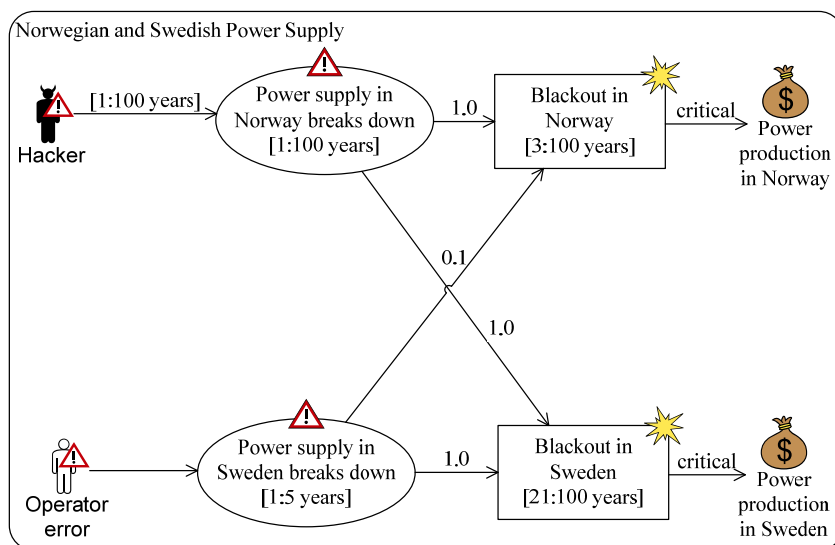 Norwegian and Swedish Power Supply
Hacker
[1:100 years]
Power supply in
Norway breaks down
[1:100 years]
1.0
Blackout in
Norway
[3:100 years]
critical
$
Power
production
in Norway
0.1
1.0
Operator
error
Power supply in
Sweden breaks down
[1:5 years]
1.0
Blackout in
Sweden
[21:100 years]
critical
$
Power
production
in Sweden